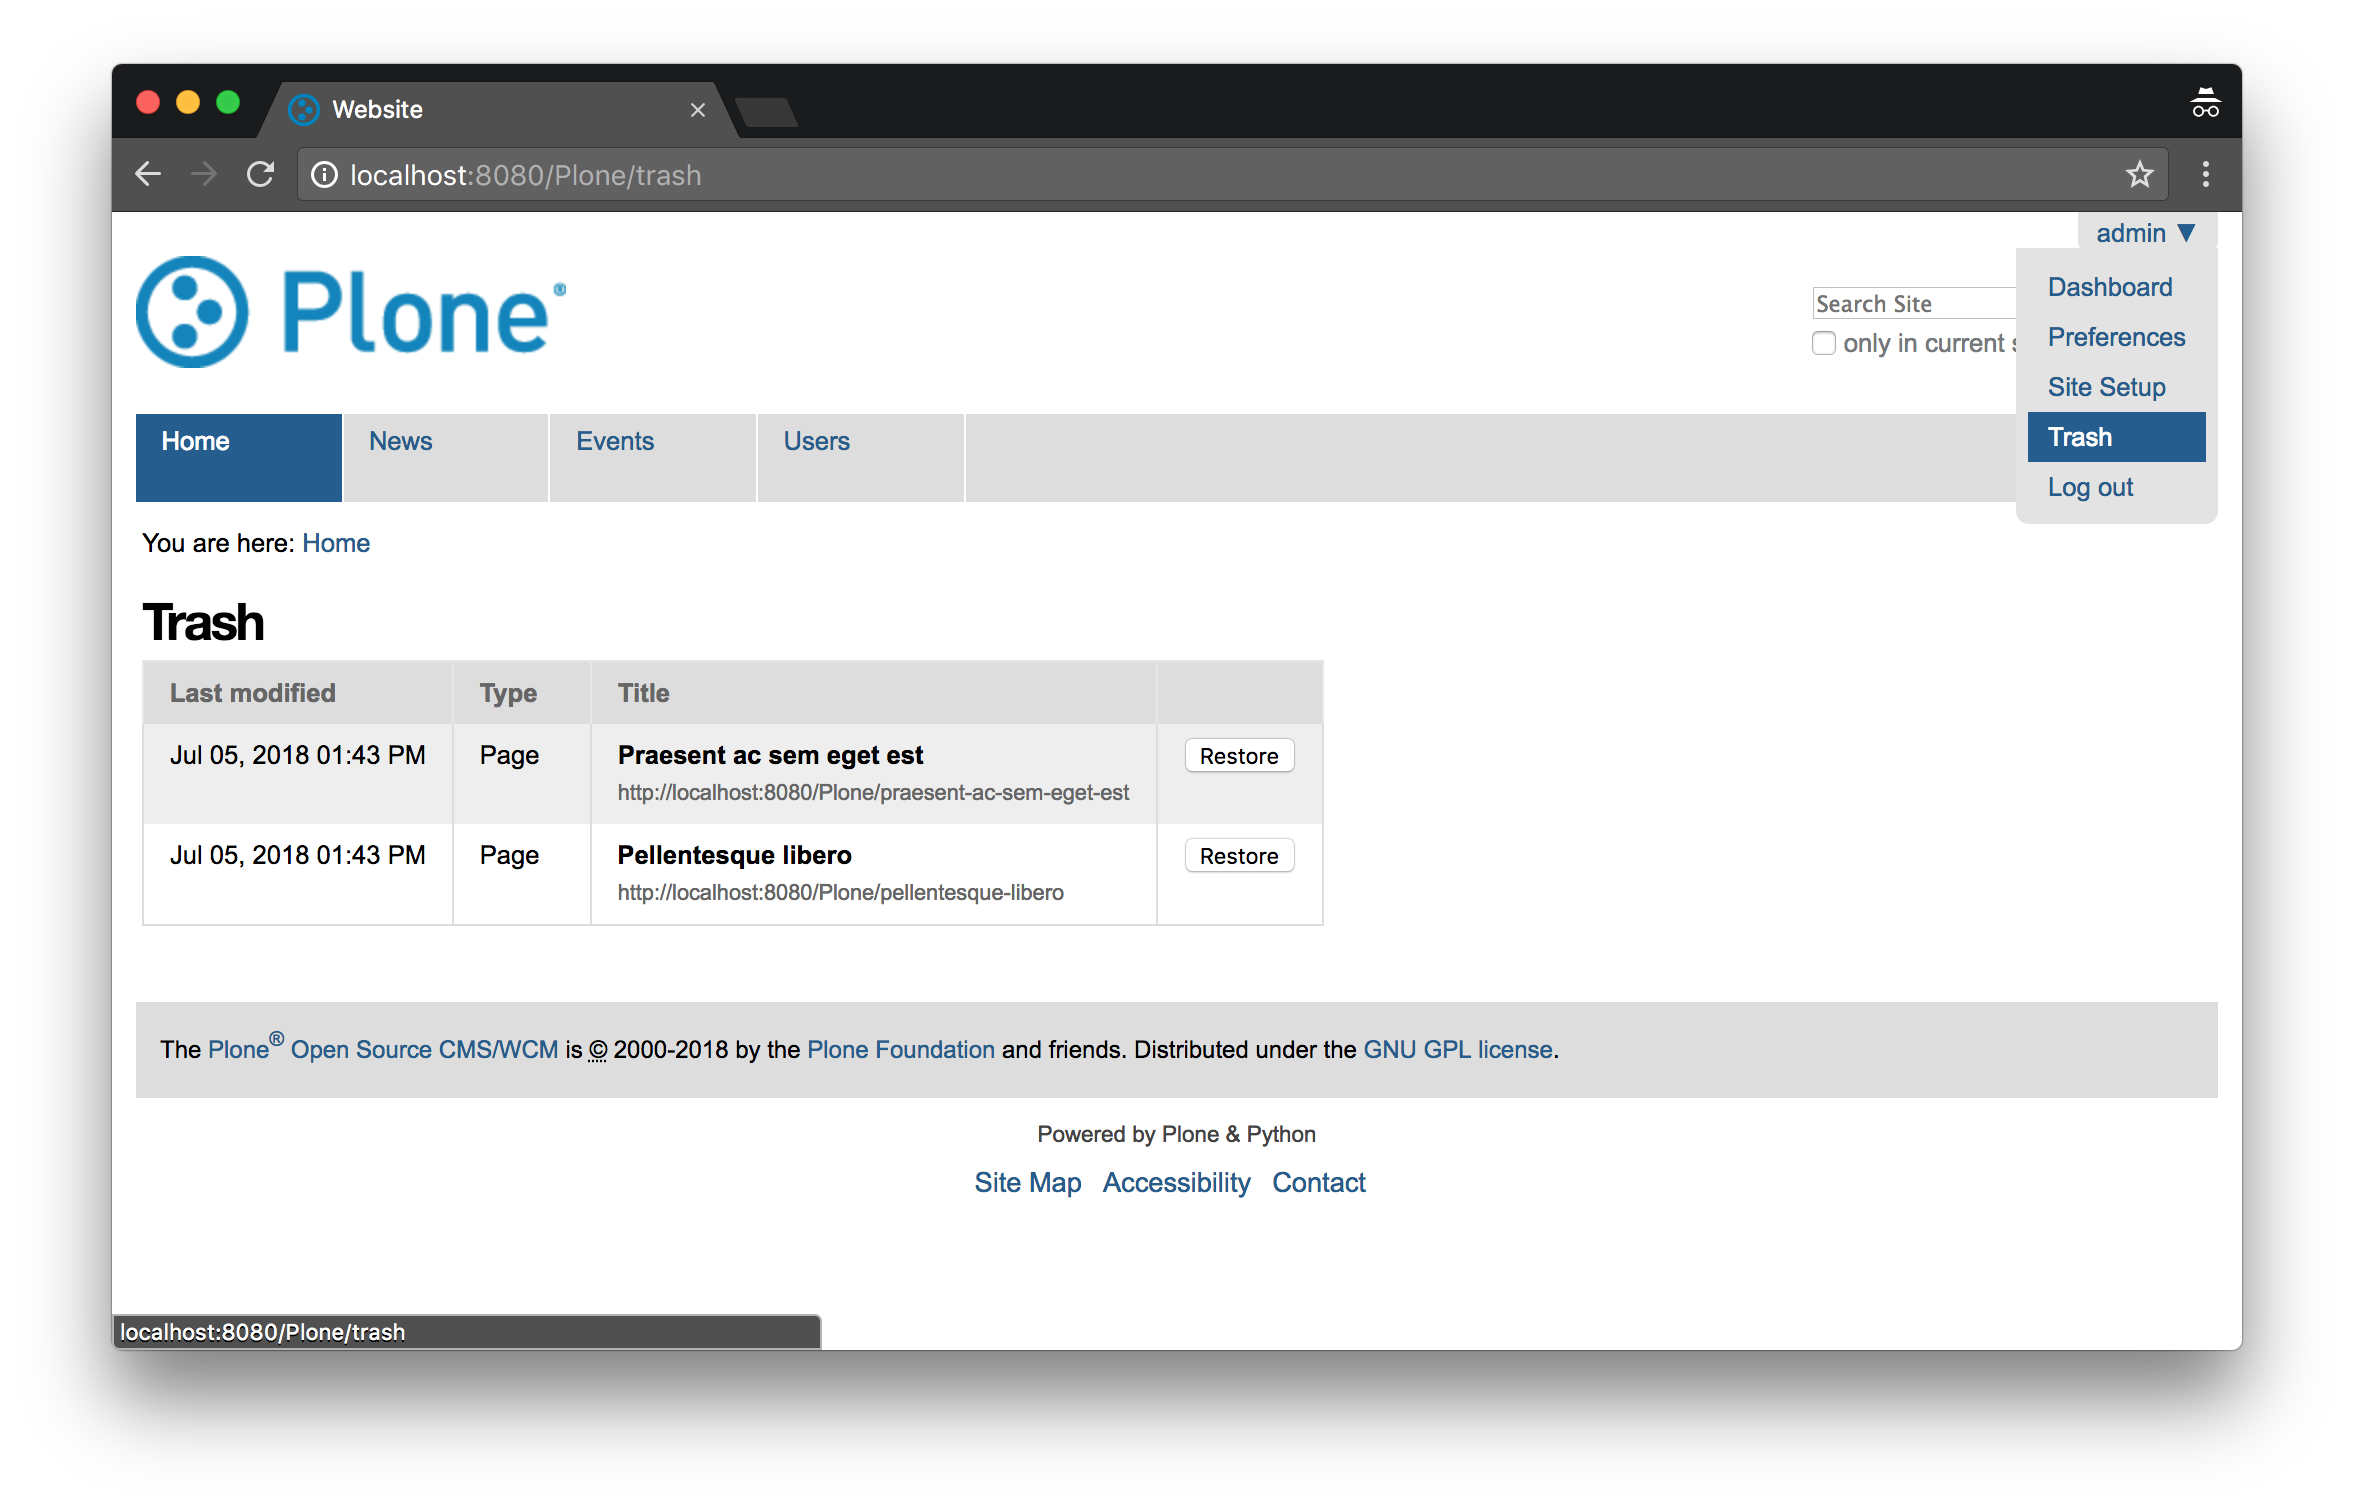 Website
localhost:8080/Plone/trash
admin ▼
Plone®
Search Site
only in current s
Dashboard
Preferences
Site Setup
Trash
Log out
Home News Events Users
You are here: Home
Trash
Last modified Type Title
Jul 05, 2018 01:43 PM Page Praesent ac sem eget est Restore
http://localhost:8080/Plone/praesent-ac-sem-eget-est
Jul 05, 2018 01:43 PM Page Pellentesque libero Restore
http://localhost:8080/Plone/pellentesque-libero
The Plone® Open Source CMS/WCM is © 2000-2018 by the Plone Foundation and friends. Distributed under the GNU GPL license.
Powered by Plone & Python
Site Map Accessibility Contact
localhost:8080/Plone/trash